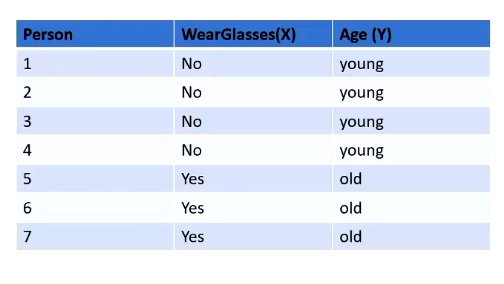 Person WearGlasses(X) Age (Y)
1 No young
2 No young
3 No young
4 No young
5 Yes old
6 Yes old
7 Yes old